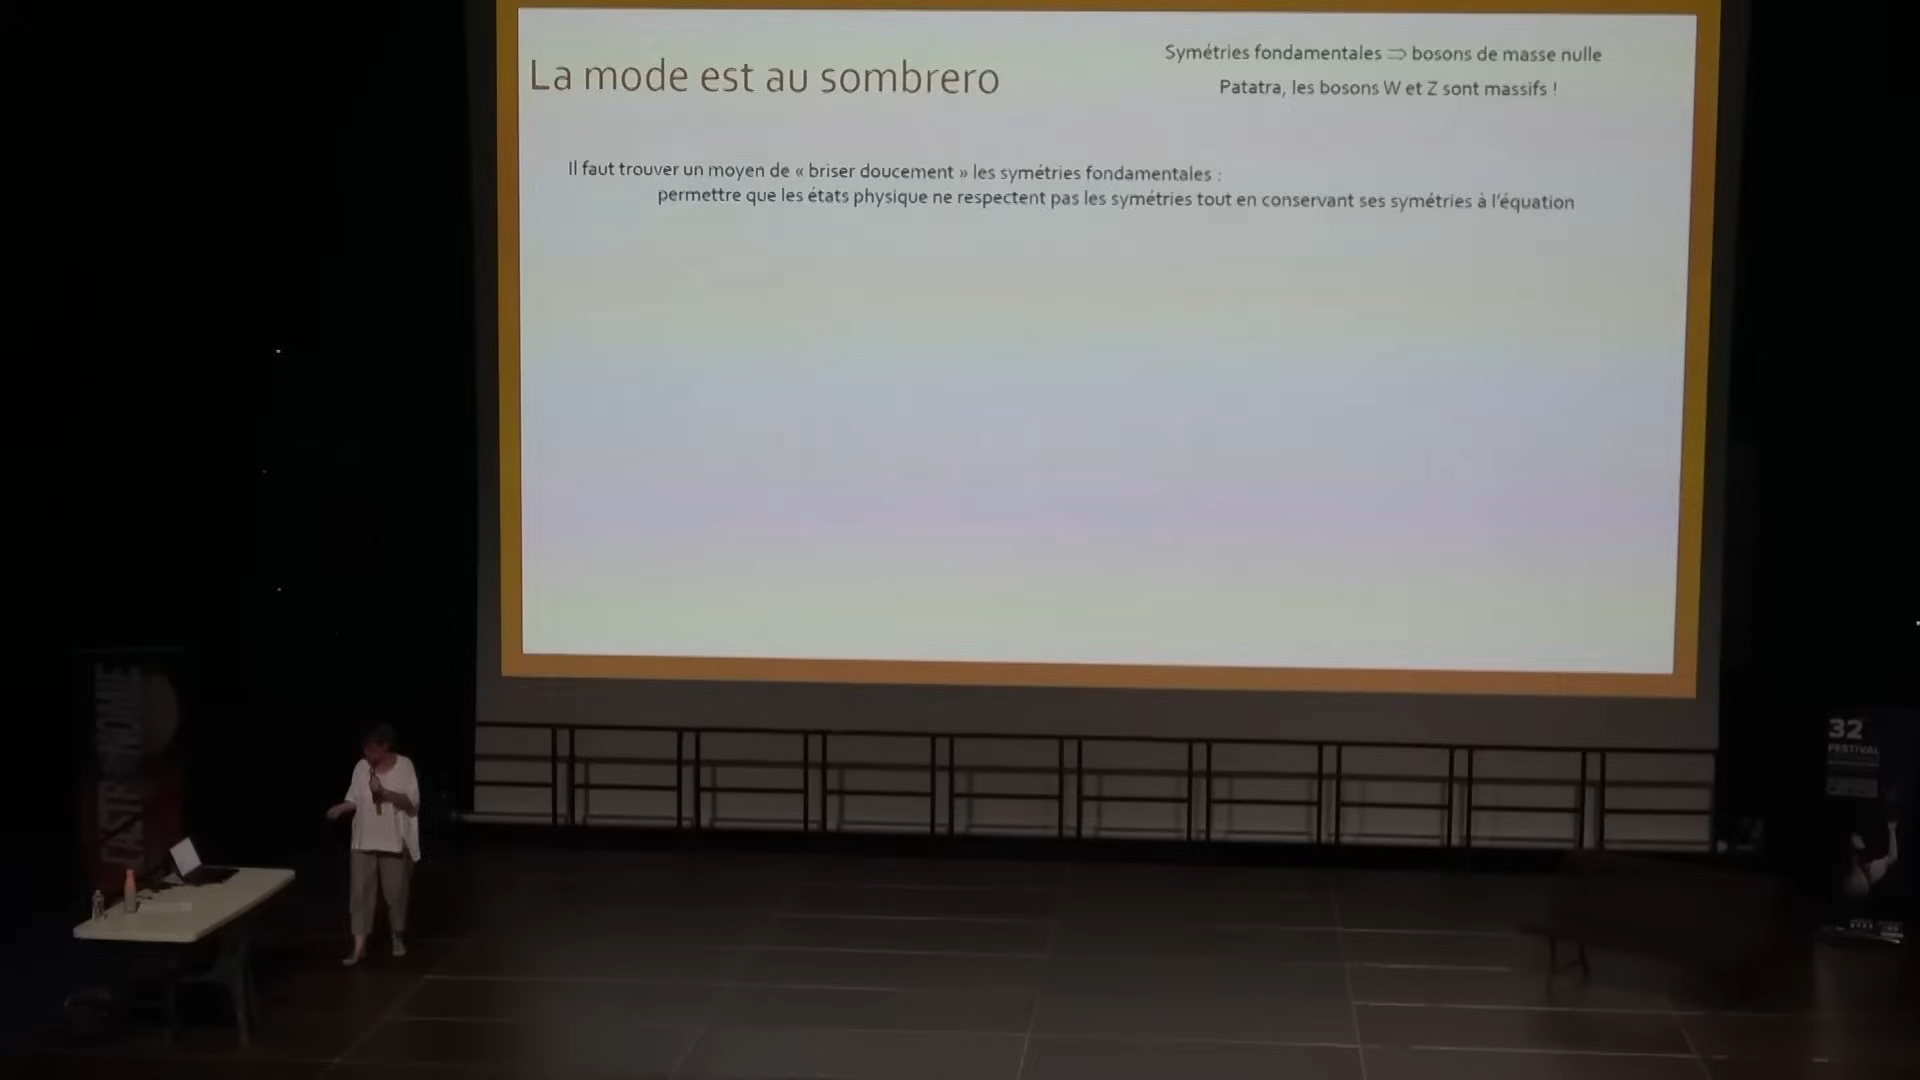 La mode est au sombrero
Symétries fondamentales ⇒ bosons de masse nulle
Patatra, les bosons W et Z sont massifs !
Il faut trouver un moyen de « briser doucement » les symétries fondamentales :
permettre que les états physique ne respectent pas les symétries tout en conservant ses symétries à l'équation
L'ASTRONOMIE
32
FESTIVAL